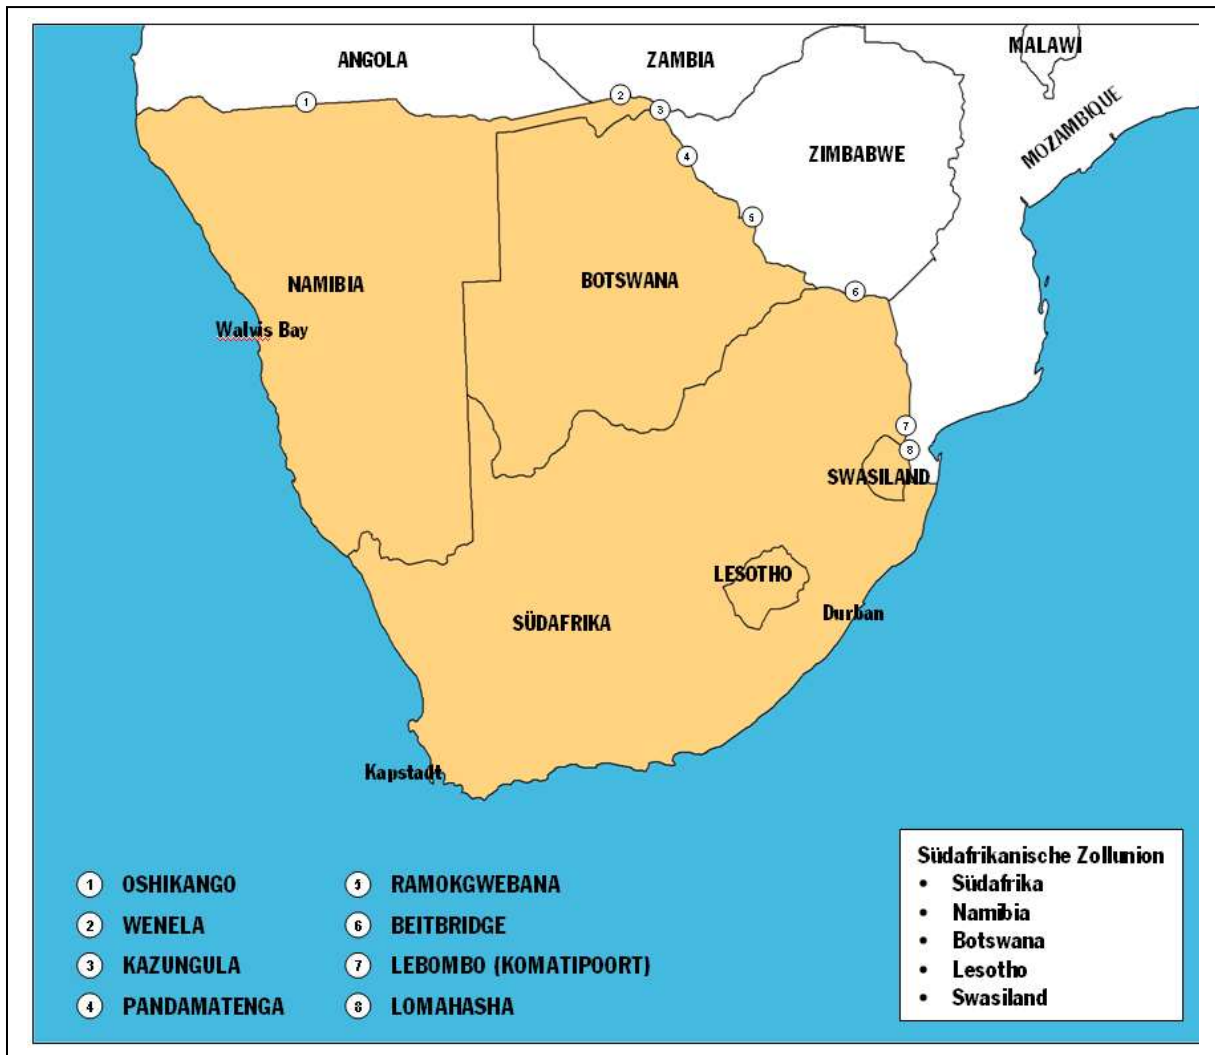 ANGOLA
ZAMBIA
MALAWI
MOZAMBIQUE
1
2
3
4
ZIMBABWE
5
NAMIBIA
BOTSWANA
6
Walvis Bay
7
8
SWASILAND
LESOTHO
Durban
SÜDAFRIKA
Kapstadt
1 OSHIKANGO
2 WENELA
3 KAZUNGULA
4 PANDAMATENGA
5 RAMOKGWEBANA
6 BEITBRIDGE
7 LEBOMBO (KOMATIPOORT)
8 LOMAHASHA
Südafrikanische Zollunion
• Südafrika
• Namibia
• Botswana
• Lesotho
• Swasiland